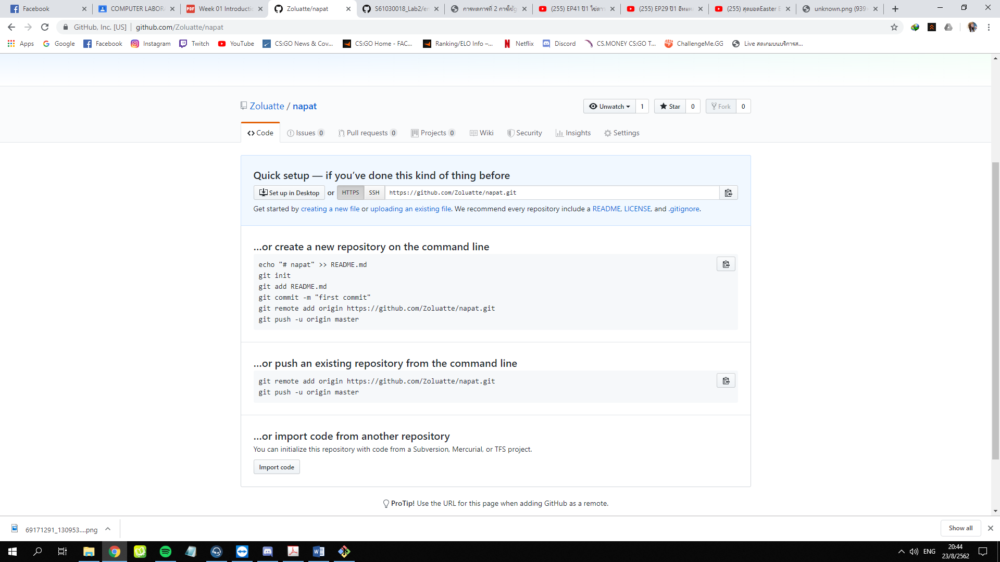 Facebook
COMPUTER LABOR
Week 01 Introductio
Zoluatte/napat
S61030018_Lab2/er
การทดการที่ 2 การใช้
(255) EP41 ปี1 ไข่ดาว
(255) EP29 ปี1
(255) สุดยอดEaster E
unknown.png (939
GitHub, Inc. [US]
github.com/Zoluatte/napat
Apps
Google
Facebook
Instagram
Twitch
YouTube
CS:GO News & Cov...
CS:GO Home - FAC...
Ranking/ELO Info –...
Netflix
Discord
CS.MONEY CS:GO T...
ChallengeMe.GG
Live สดเกมบนบริการส...
Zoluatte / napat
Unwatch 1
Star 0
Fork 0
Code
Issues 0
Pull requests 0
Projects 0
Wiki
Security
Insights
Settings
Quick setup — if you’ve done this kind of thing before
Set up in Desktop or HTTPS SSH https://github.com/Zoluatte/napat.git
Get started by creating a new file or uploading an existing file. We recommend every repository include a README, LICENSE, and .gitignore.
…or create a new repository on the command line
echo "# napat" >> README.md
git init
git add README.md
git commit -m "first commit"
git remote add origin https://github.com/Zoluatte/napat.git
git push -u origin master
…or push an existing repository from the command line
git remote add origin https://github.com/Zoluatte/napat.git
git push -u origin master
…or import code from another repository
You can initialize this repository with code from a Subversion, Mercurial, or TFS project.
Import code
ProTip! Use the URL for this page when adding GitHub as a remote.
69171291_130953....png
Show all
ENG
20:44
23/8/2562